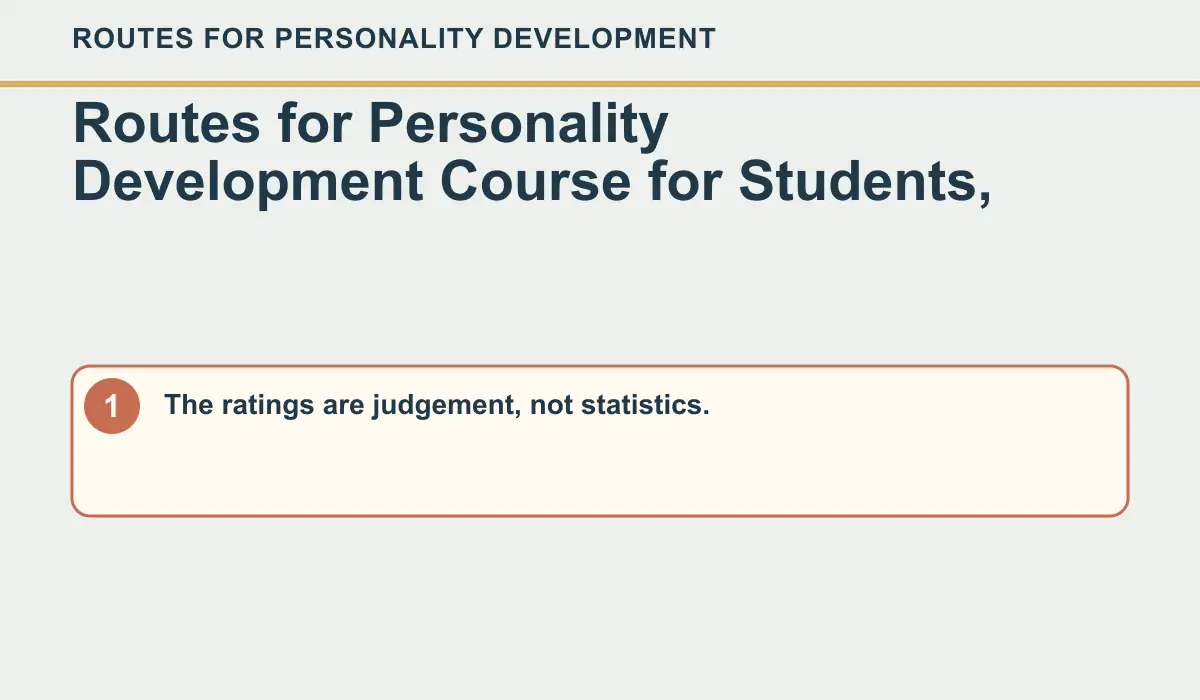 ROUTES FOR PERSONALITY DEVELOPMENT
Routes for Personality
Development Course for Students,
1 The ratings are judgement, not statistics.